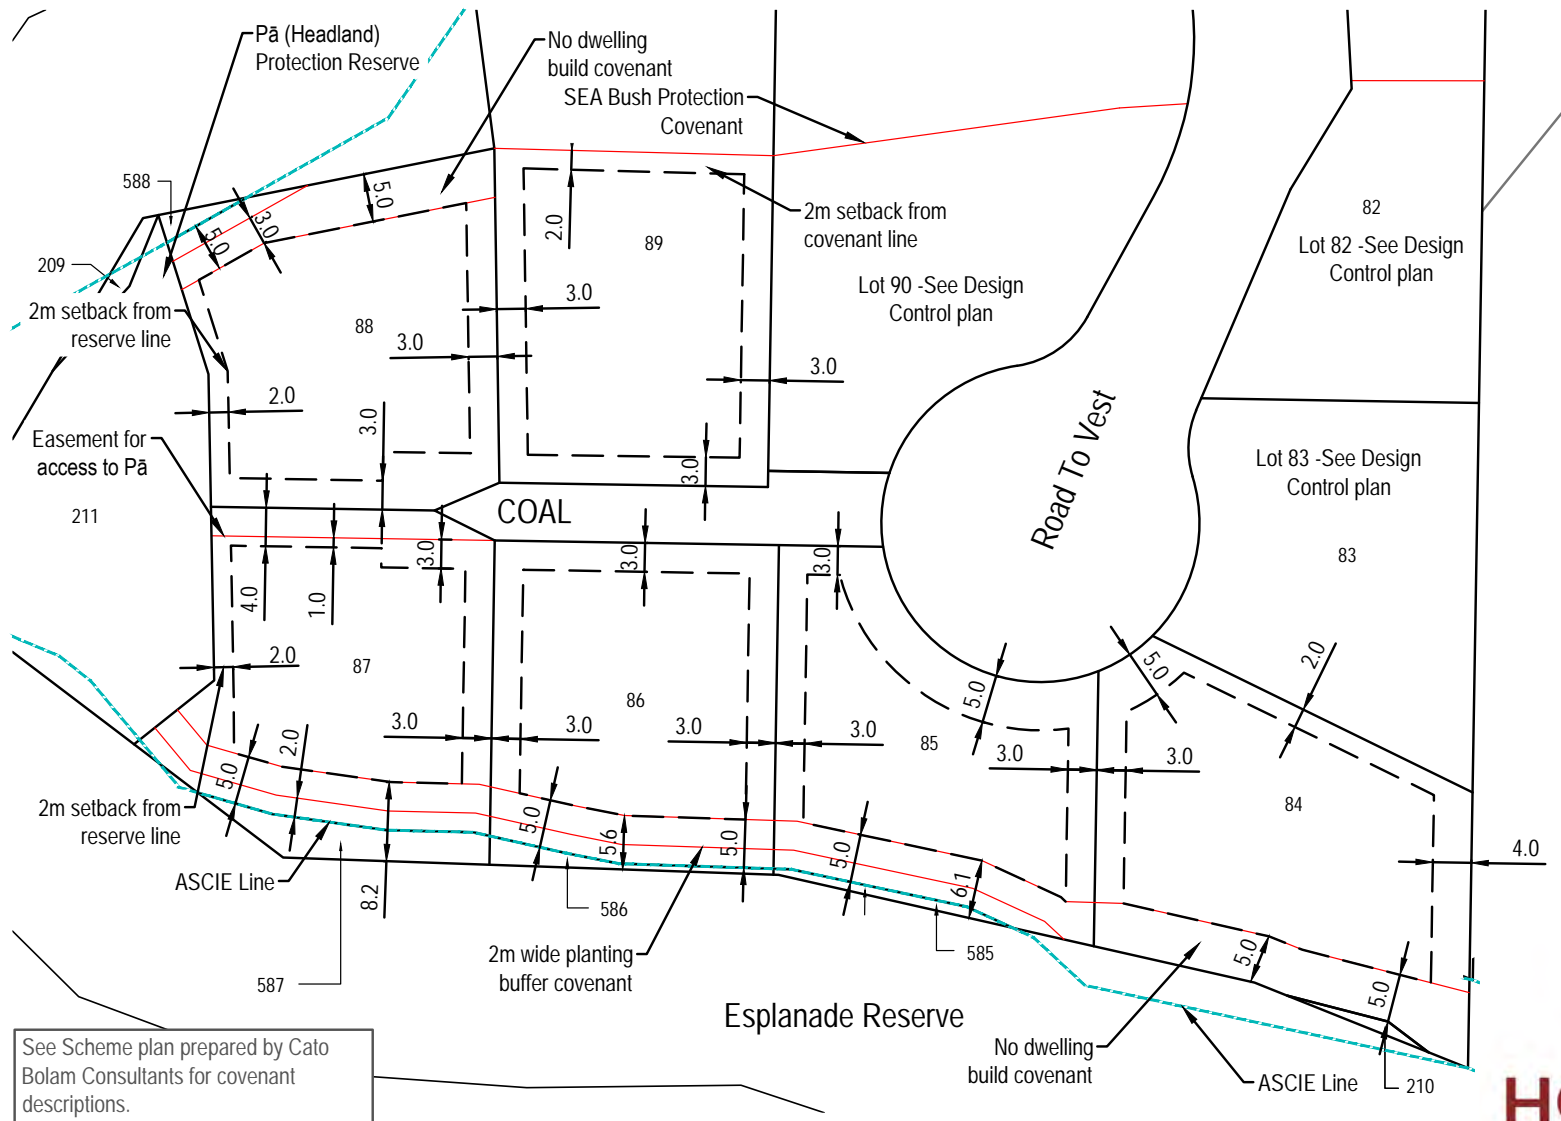 Pā (Headland)
Protection Reserve
No dwelling
build covenant
SEA Bush Protection
Covenant
588
5.0
3.0
5.0
2.0
89
2m setback from
covenant line
82
Lot 82 -See Design
Control plan
209
2m setback from
reserve line
88
3.0
3.0
Lot 90 -See Design
Control plan
3.0
2.0
3.0
Easement for
access to Pā
3.0
Road To Vest
Lot 83 -See Design
Control plan
211
COAL
83
3.0
3.0
3.0
4.0
1.0
2.0
87
86
5.0
5.0
2.0
3.0
3.0
3.0
3.0
85
3.0
3.0
84
5.0
2.0
2m setback from
reserve line
5.0
5.6
5.0
5.0
6.1
4.0
ASCIE Line
8.2
586
587
2m wide planting
buffer covenant
585
5.0
5.0
Esplanade Reserve
No dwelling
build covenant
ASCIE Line
210
See Scheme plan prepared by Cato
Bolam Consultants for covenant
descriptions.